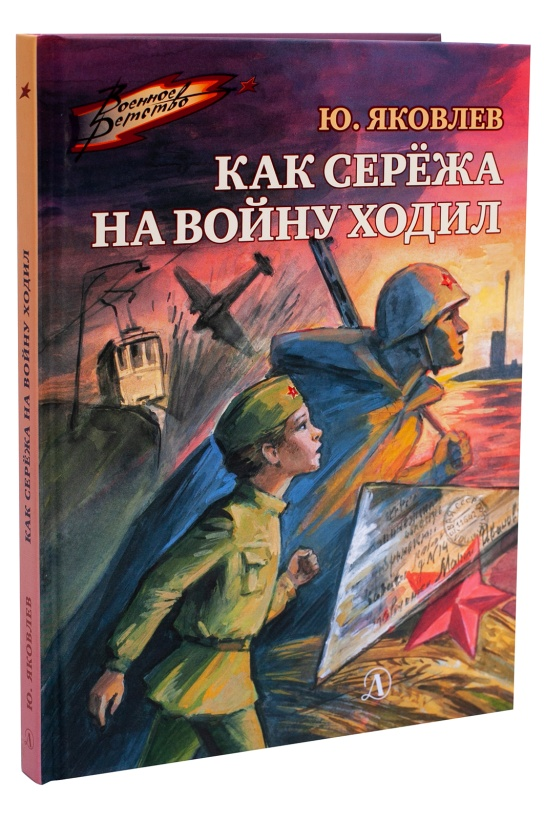 Военное
Детство
Ю. ЯКОВЛЕВ
КАК СЕРЁЖА
НА ВОЙНУ ХОДИЛ
Д
Ю. ЯКОВЛЕВ КАК СЕРЁЖА НА ВОЙНУ ХОДИЛ